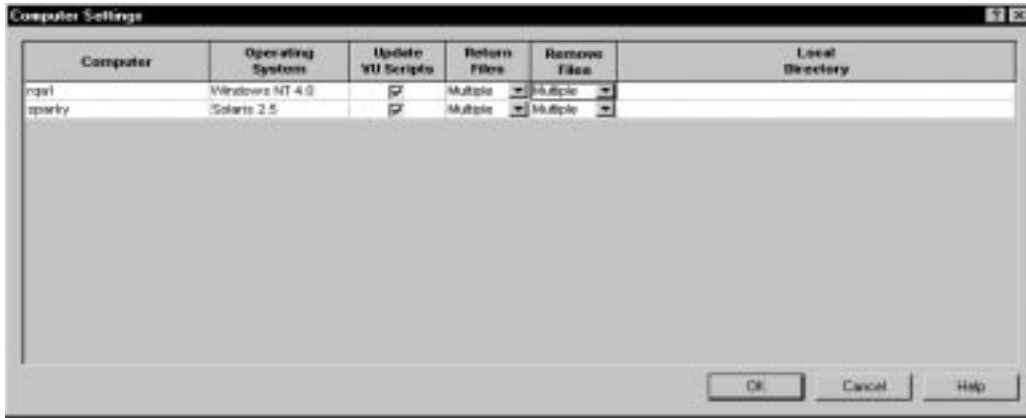 Computer Settings
Computer Operating System Update VU Scripts Return Files Remove Files Local Directory
Windows NT 4.0 Multiple Multiple
sparky Solaris 2.5 Multiple Multiple
OK Cancel Help